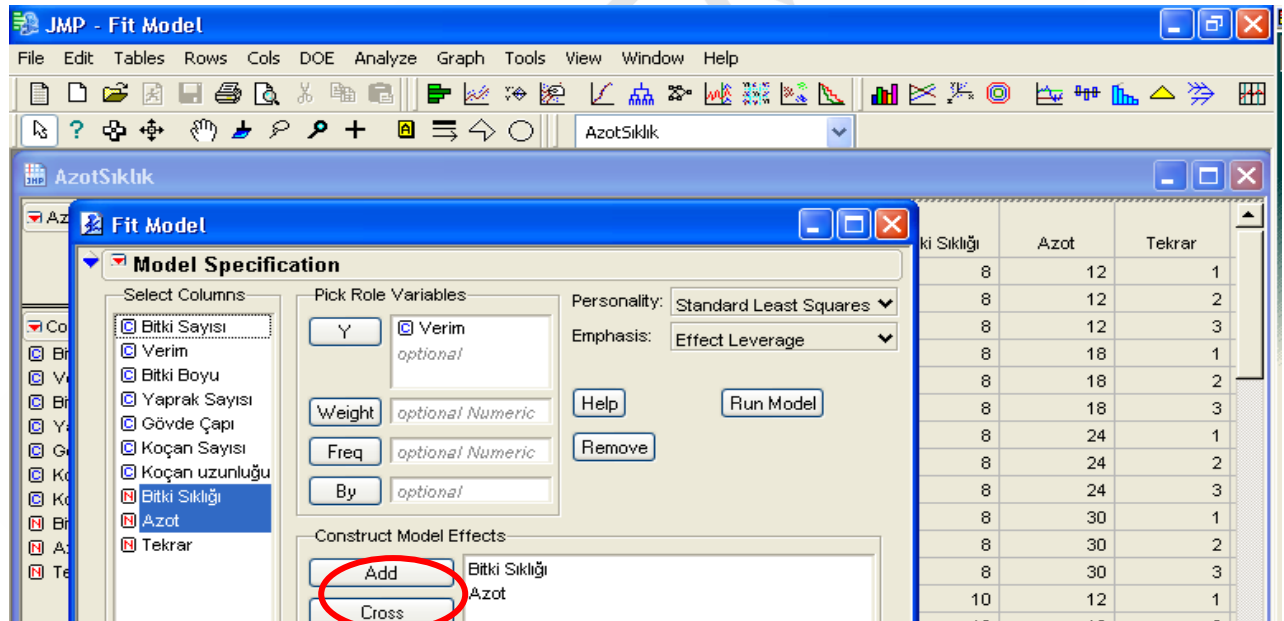 JMP - Fit Model
File Edit Tables Rows Cols DOE Analyze Graph Tools View Window Help
AzotSıklık
AzotSıklık
Fit Model
Model Specification
Select Columns
Bitki Sayısı
Verim
Bitki Boyu
Yaprak Sayısı
Gövde Çapı
Koçan Sayısı
Koçan uzunluğu
Bitki Sıklığı
Azot
Tekrar
Pick Role Variables
Y
Verim
optional
Weight optional Numeric
Freq optional Numeric
By optional
Personality: Standard Least Squares
Emphasis: Effect Leverage
Help Run Model
Remove
Construct Model Effects
Add
Cross
Bitki Sıklığı
Azot
ki Sıklığı Azot Tekrar
8 12 1
8 12 2
8 12 3
8 18 1
8 18 2
8 18 3
8 24 1
8 24 2
8 24 3
8 30 1
8 30 2
8 30 3
10 12 1